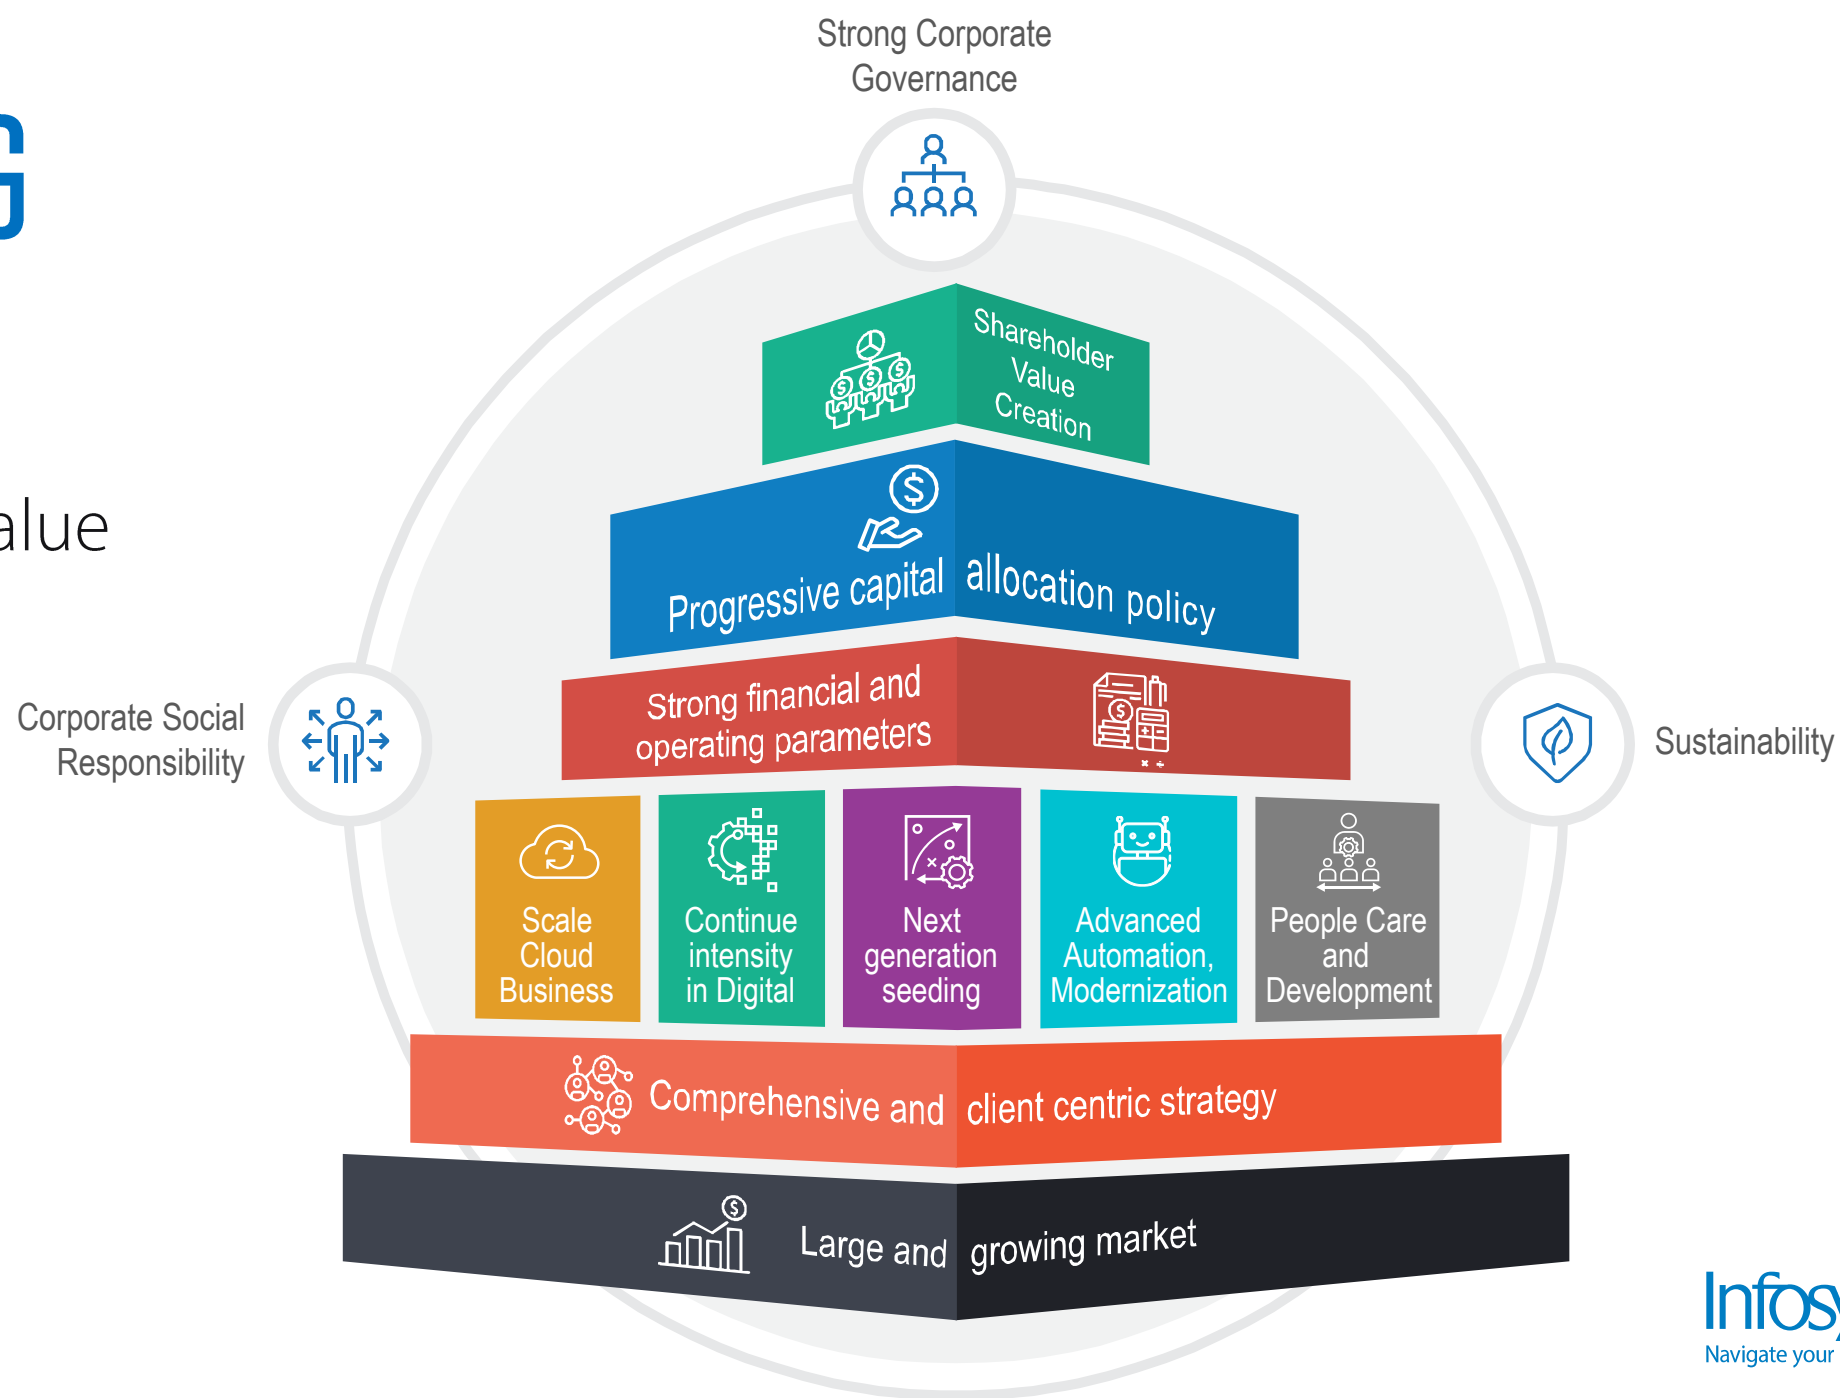 Strong Corporate
Governance
G
alue
Shareholder
Value
Creation
Progressive capital allocation policy
Strong financial and
operating parameters
Corporate Social
Responsibility
Sustainability
Scale
Cloud
Business
Continue
intensity
in Digital
Next
generation
seeding
Advanced
Automation,
Modernization
People Care
and
Development
Comprehensive and client centric strategy
Large and growing market
Infosy
Navigate your